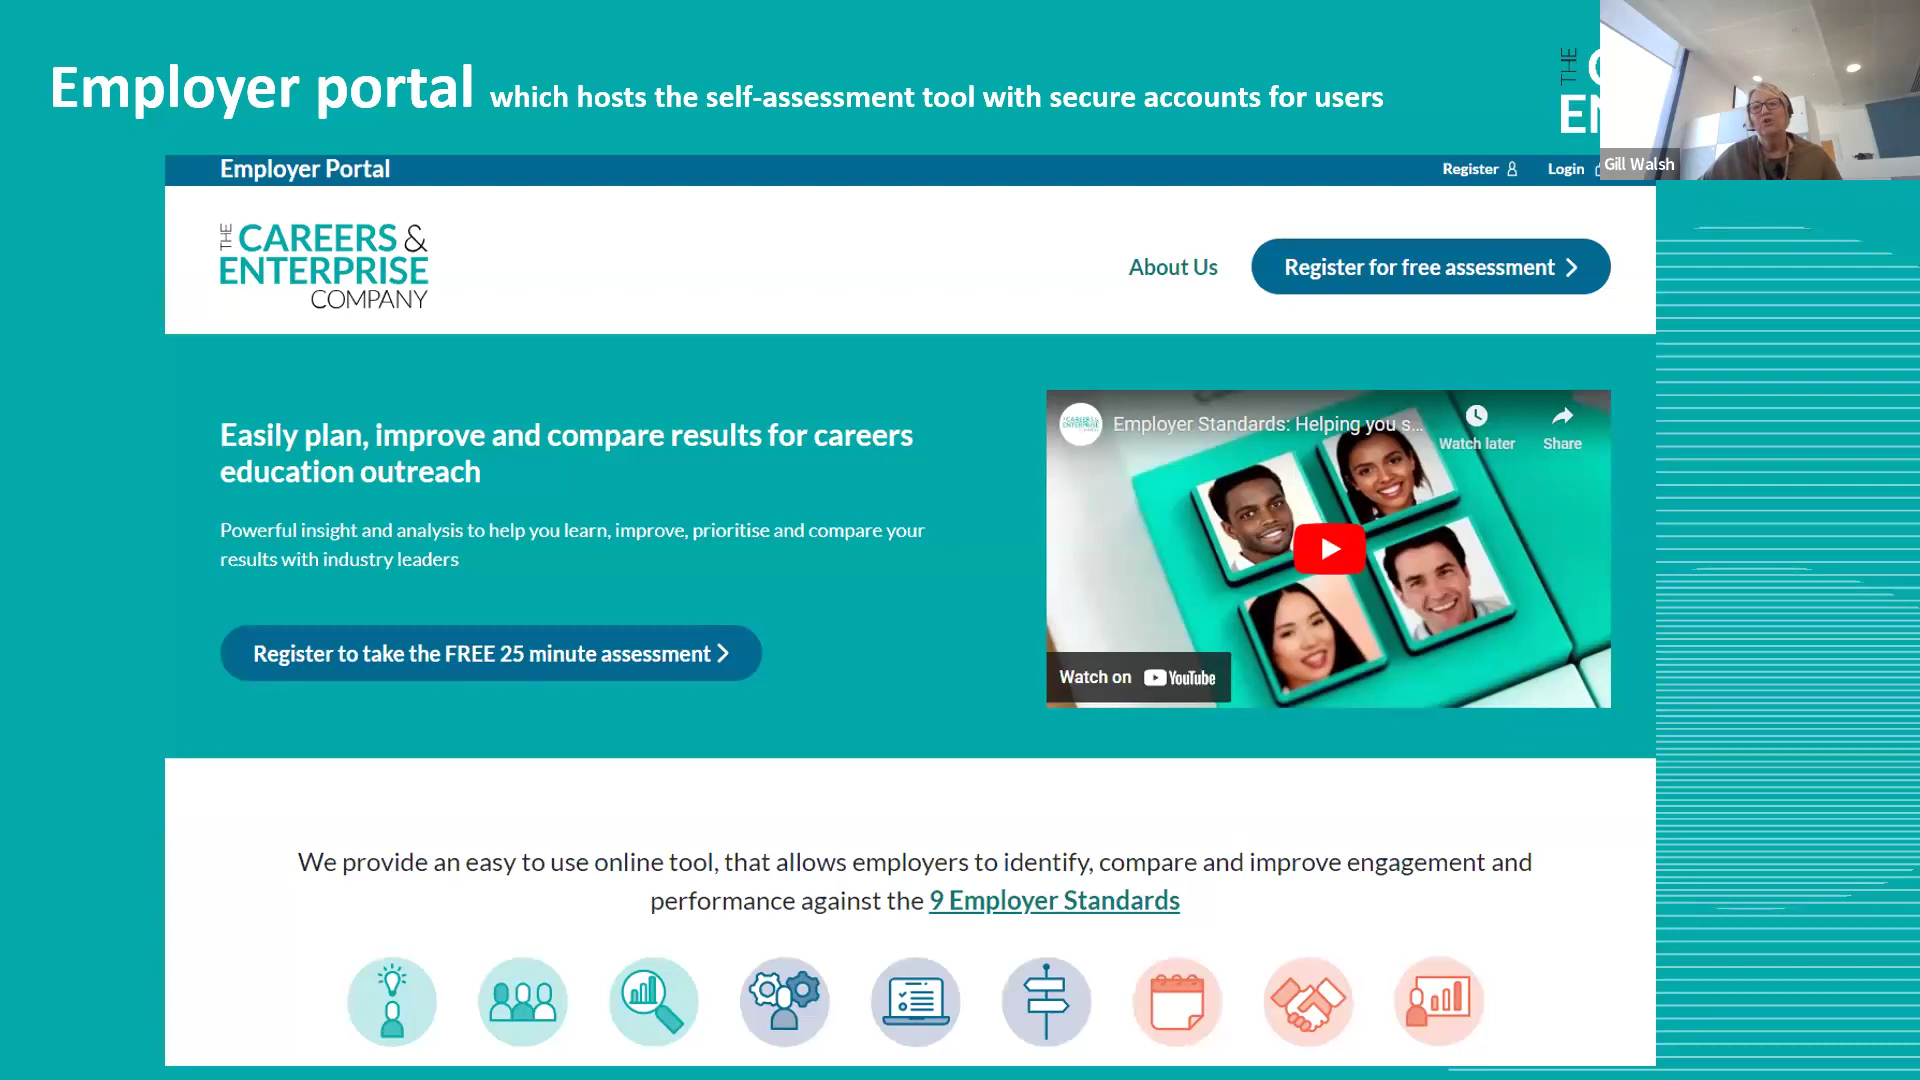 Employer portal which hosts the self-assessment tool with secure accounts for users
THE
EN
Gill Walsh
Employer Portal
Register
Login
THE CAREERS &
ENTERPRISE
COMPANY
About Us
Register for free assessment
Easily plan, improve and compare results for careers
education outreach
Powerful insight and analysis to help you learn, improve, prioritise and compare your
results with industry leaders
Register to take the FREE 25 minute assessment
Employer Standards: Helping you s...
Watch later
Share
Watch on YouTube
We provide an easy to use online tool, that allows employers to identify, compare and improve engagement and
performance against the 9 Employer Standards